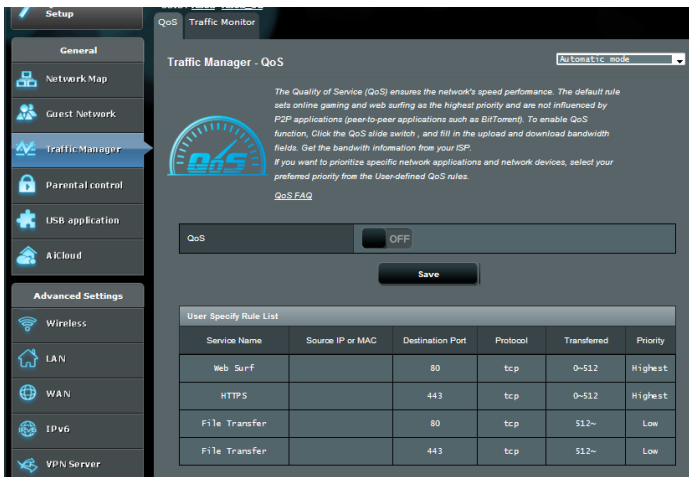 Setup
QoS Traffic Monitor
General
Network Map
Guest Network
Traffic Manager
Parental control
USB application
AiCloud
Advanced Settings
Wireless
LAN
WAN
IPv6
VPN Server
Traffic Manager - QoS
Automatic mode
QoS
The Quality of Service (QoS) ensures the network's speed perfomance. The default rule
sets online gaming and web surfing as the highest priority and are not influenced by
P2P applications (peer-to-peer applications such as BitTorrent). To enable QoS
function, Click the QoS slide switch , and fill in the upload and download bandwidth
fields. Get the bandwith information from your ISP.
If you want to prioritize specific network applications and network devices, select your
preferred priority from the User-defined QoS rules.
QoS FAQ
QoS OFF
Save
User Specify Rule List
Service Name Source IP or MAC Destination Port Protocol Transferred Priority
Web Surf 80 tcp 0~512 Highest
HTTPS 443 tcp 0~512 Highest
File Transfer 80 tcp 512~ Low
File Transfer 443 tcp 512~ Low